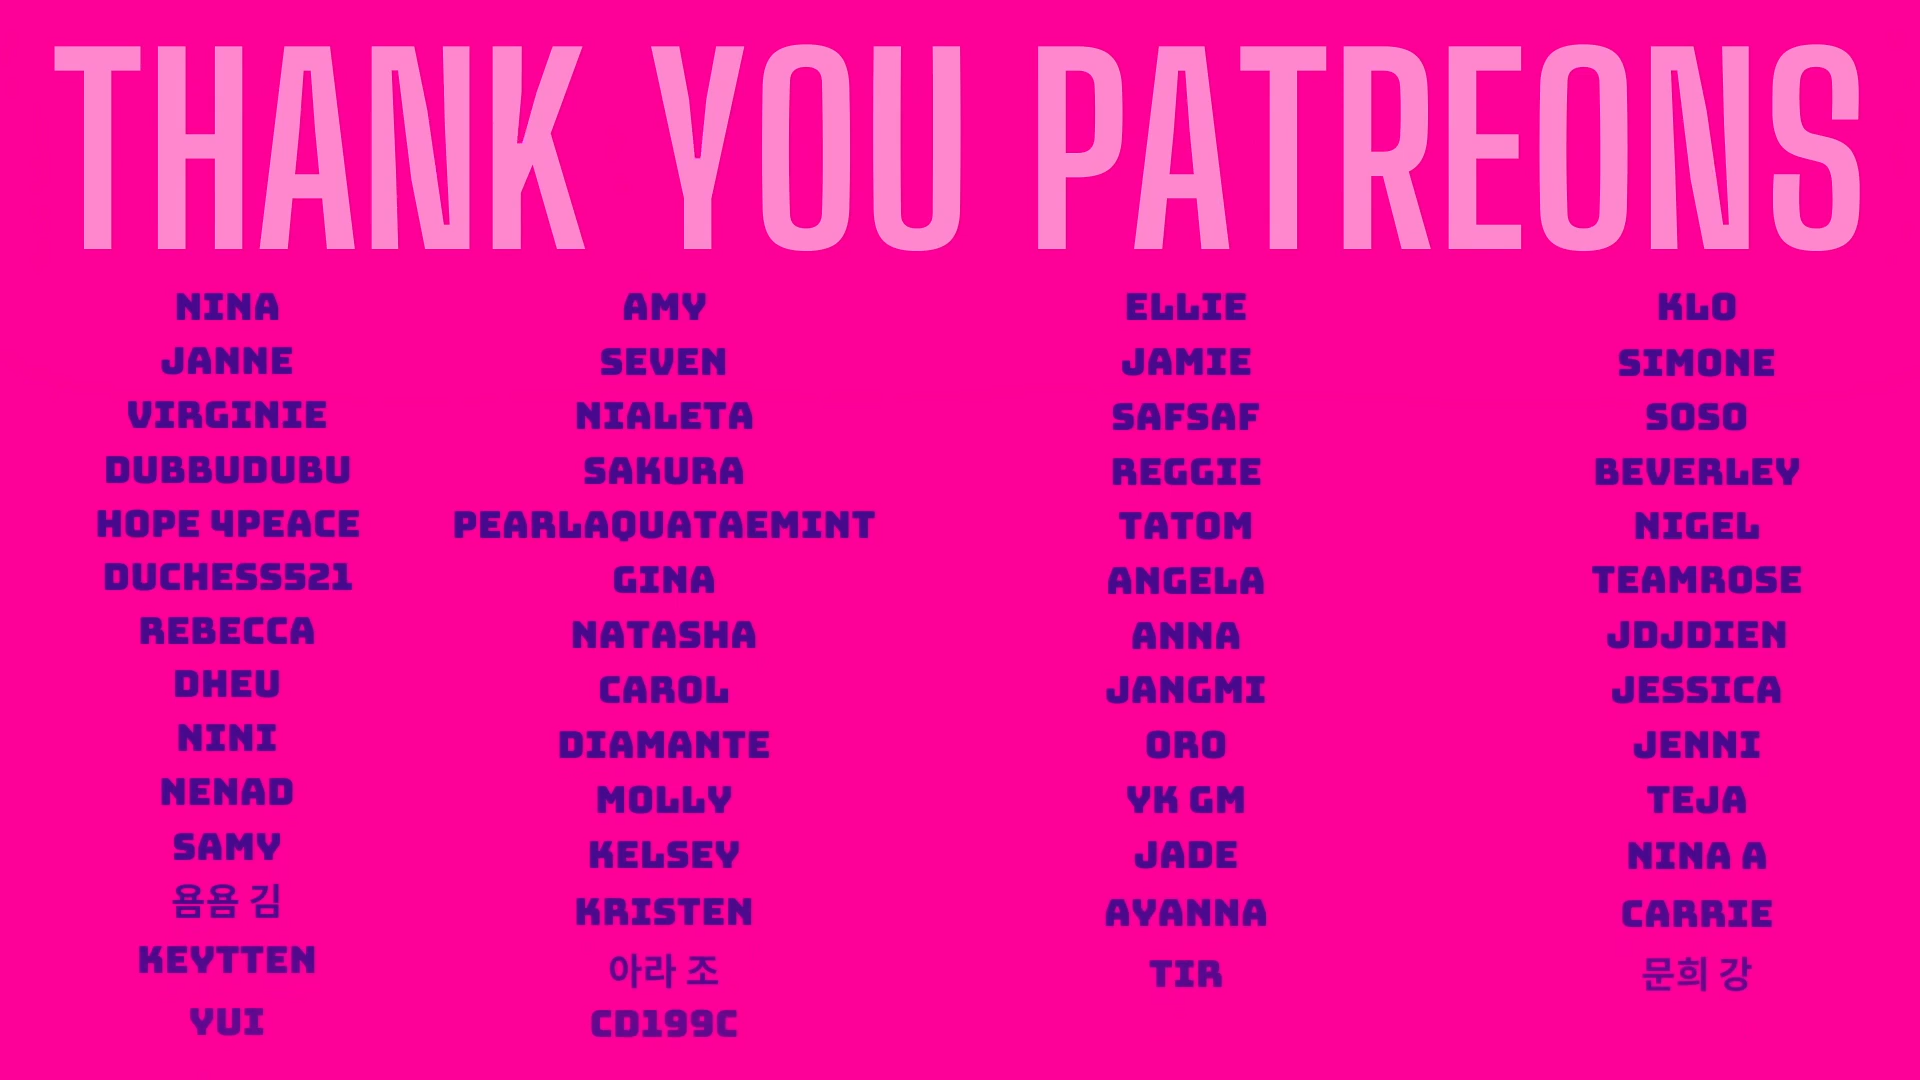 THANK YOU PATREONS
NINA
JANNE
VIRGINIE
DUBBUDUBU
HOPE 4PEACE
DUCHESS521
REBECCA
DHEU
NINI
NENAD
SAMY
욤욤 김
KEYTTEN
YUI
AMY
SEVEN
NIALETA
SAKURA
PEARLAQUATAEMINT
GINA
NATASHA
CAROL
DIAMANTE
MOLLY
KELSEY
KRISTEN
아라 조
CD199C
ELLIE
JAMIE
SAFSAF
REGGIE
TATOM
ANGELA
ANNA
JANGMI
ORO
YK GM
JADE
AYANNA
TIR
KLO
SIMONE
SOSO
BEVERLEY
NIGEL
TEAMROSE
JDJDIEN
JESSICA
JENNI
TEJA
NINA A
CARRIE
문희 강